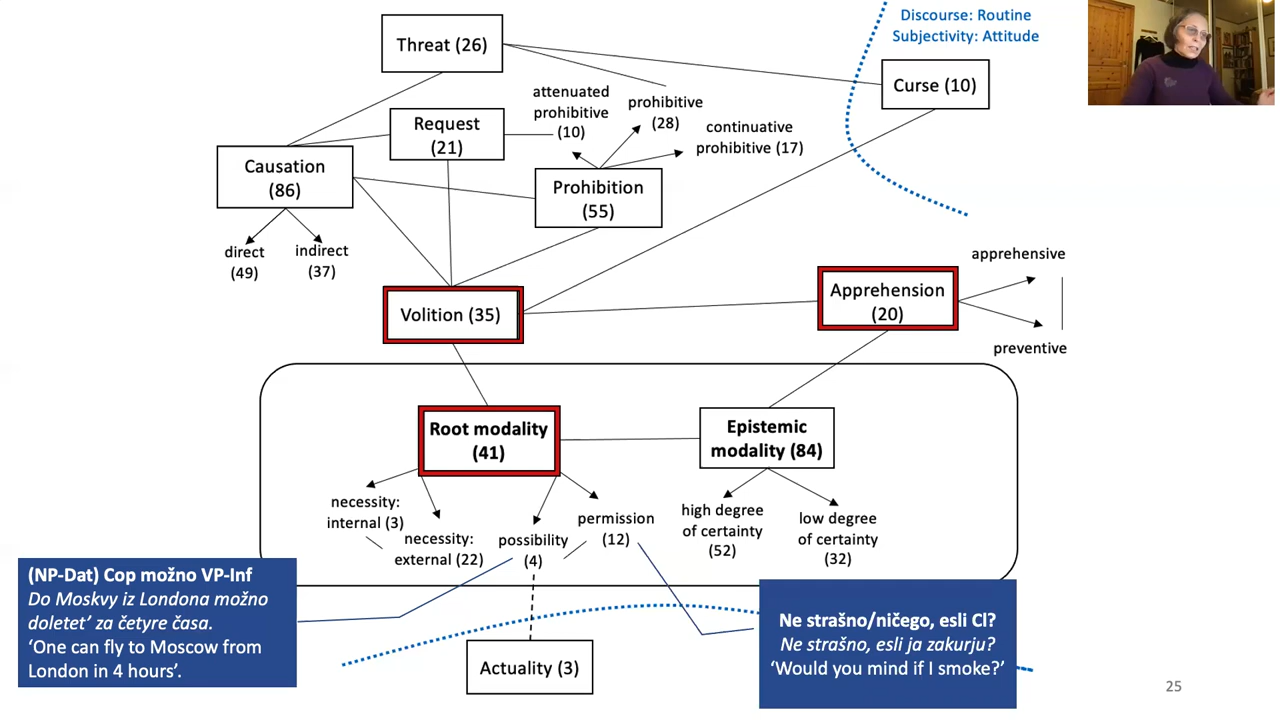 Discourse: Routine
Subjectivity: Attitude
Threat (26)
Curse (10)
attenuated
prohibitive
(10)
prohibitive
(28)
continuative
prohibitive (17)
Request
(21)
Causation
(86)
Prohibition
(55)
direct
(49)
indirect
(37)
Volition (35)
Apprehension
(20)
apprehensive
preventive
Root modality
(41)
Epistemic
modality (84)
necessity:
internal (3)
necessity:
external (22)
possibility
(4)
permission
(12)
high degree
of certainty
(52)
low degree
of certainty
(32)
(NP-Dat) Cop možno VP-Inf
Do Moskvy iz Londona možno
doletet’ za četyre časa.
‘One can fly to Moscow from
London in 4 hours’.
Actuality (3)
Ne strašno/ničego, esli Cl?
Ne strašno, esli ja zakurju?
‘Would you mind if I smoke?’
25